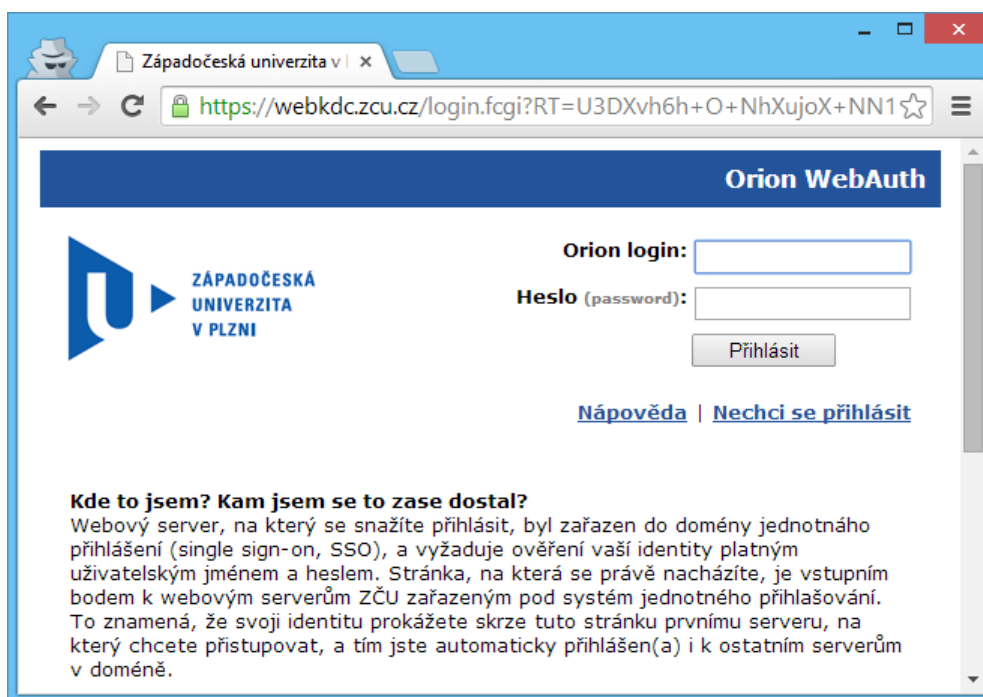 Západočeská univerzita v
https://webkdc.zcu.cz/login.fcgi?RT=U3DXvh6h+O+NhXujoX+NN1
Orion WebAuth
ZÁPADOČESKÁ
UNIVERZITA
V PLZNI
Orion login:
Heslo (password):
Přihlásit
Nápověda | Nechci se přihlásit
Kde to jsem? Kam jsem se to zase dostal?
Webový server, na který se snažíte přihlásit, byl zařazen do domény jednotného
přihlášení (single sign-on, SSO), a vyžaduje ověření vaší identity platným
uživatelským jménem a heslem. Stránka, na která se právě nacházíte, je vstupním
bodem k webovým serverům ZČU zařazeným pod systém jednotného přihlašování.
To znamená, že svoji identitu prokážete skrze tuto stránku prvnímu serveru, na
který chcete přistupovat, a tím jste automaticky přihlášen(a) i k ostatním serverům
v doméně.